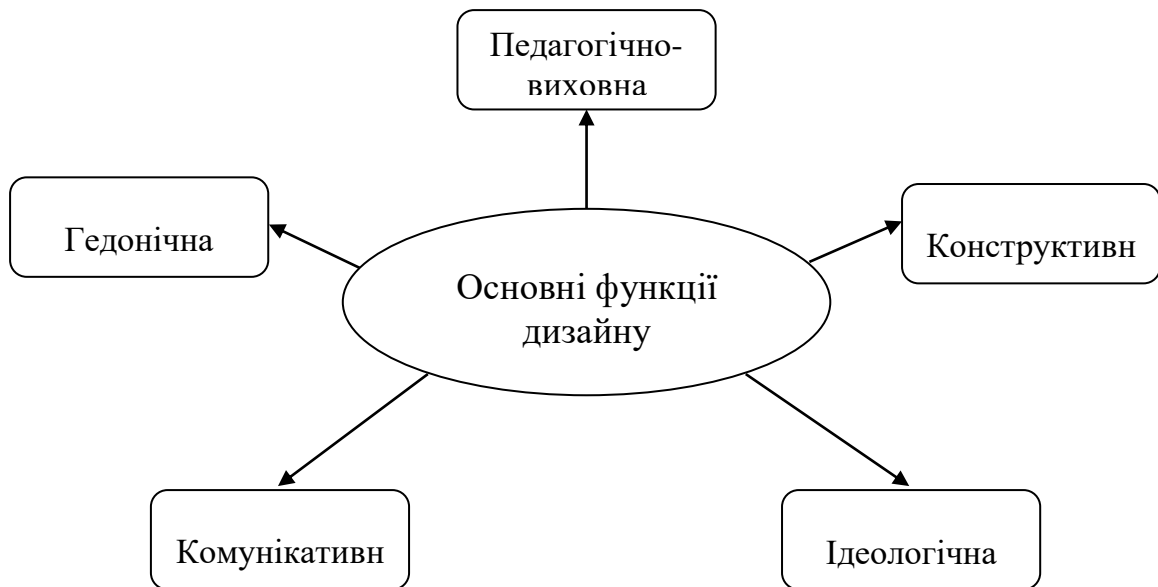 Педагогічно-
виховна
Гедонічна
Конструктивн
Основні функції
дизайну
Комунікативн
Ідеологічна